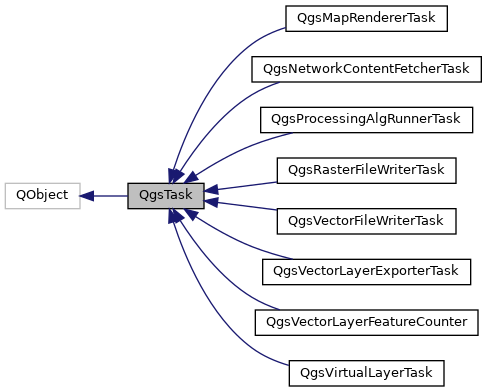 QgsMapRendererTask
QgsNetworkContentFetcherTask
QgsProcessingAlgRunnerTask
QgsRasterFileWriterTask
QObject
QgsTask
QgsVectorFileWriterTask
QgsVectorLayerExporterTask
QgsVectorLayerFeatureCounter
QgsVirtualLayerTask